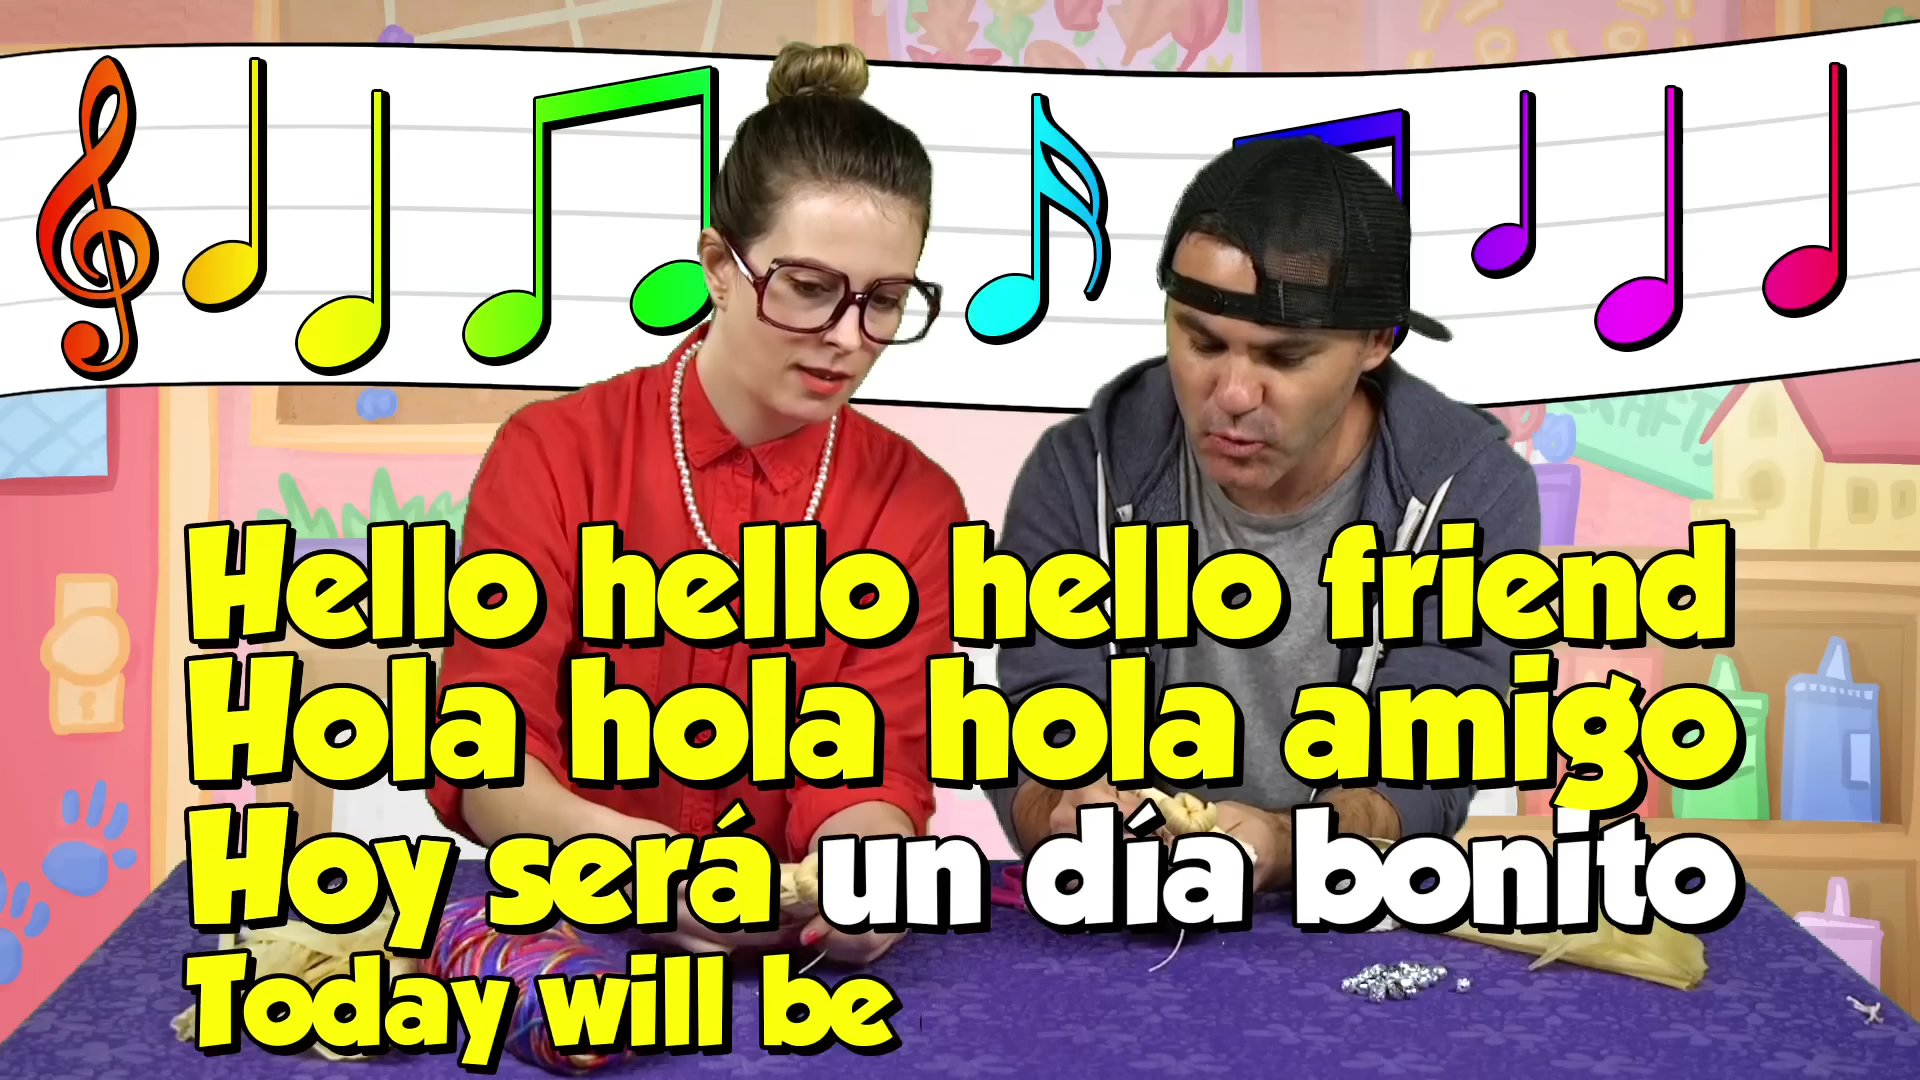 Hello hello hello friend
Hola hola hola amigo
Hoy será un día bonito
Today will be